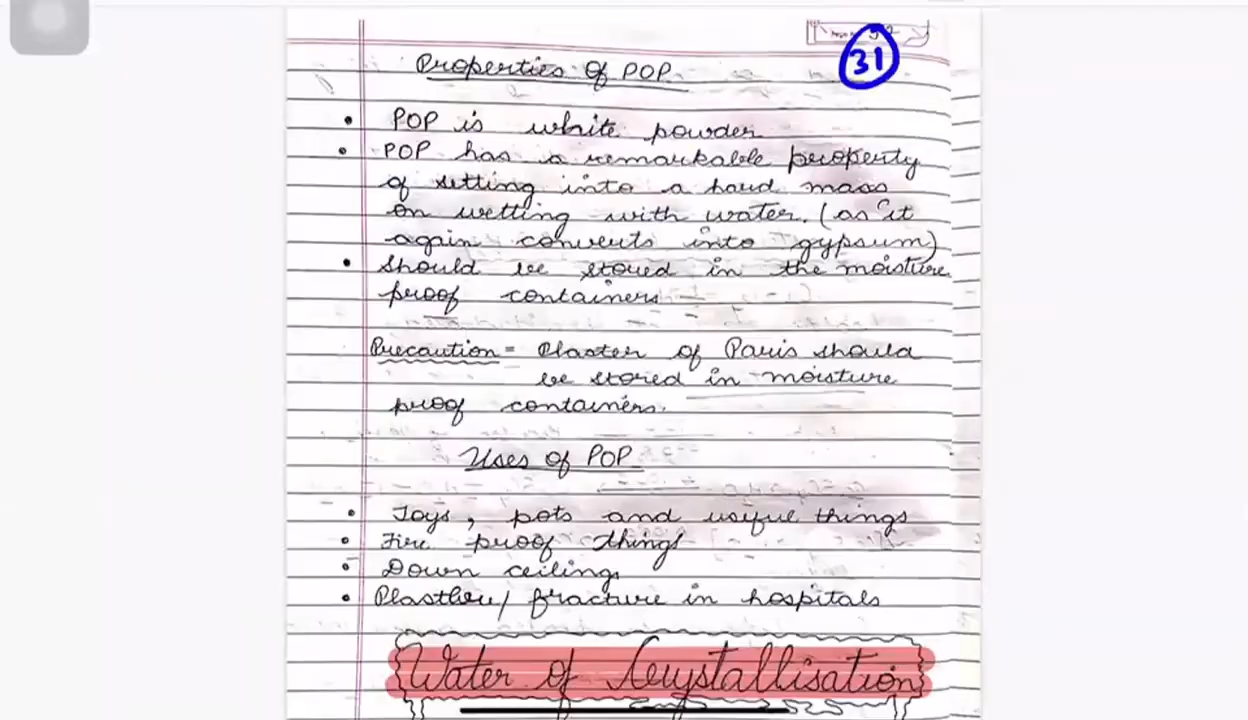 31
Properties of POP
• POP is white powder
• POP has a remarkable property
of setting into a hard mass
on wetting with water. (as it
again converts into gypsum)
• Should be stored in the moisture
proof containers
Precaution = Plaster of Paris should
be stored in moisture
proof containers.
Uses of POP
• Toys, pots and useful things
• Fire proof things
• Down ceiling
• / fracture in hospitals
Water of Crystallisation